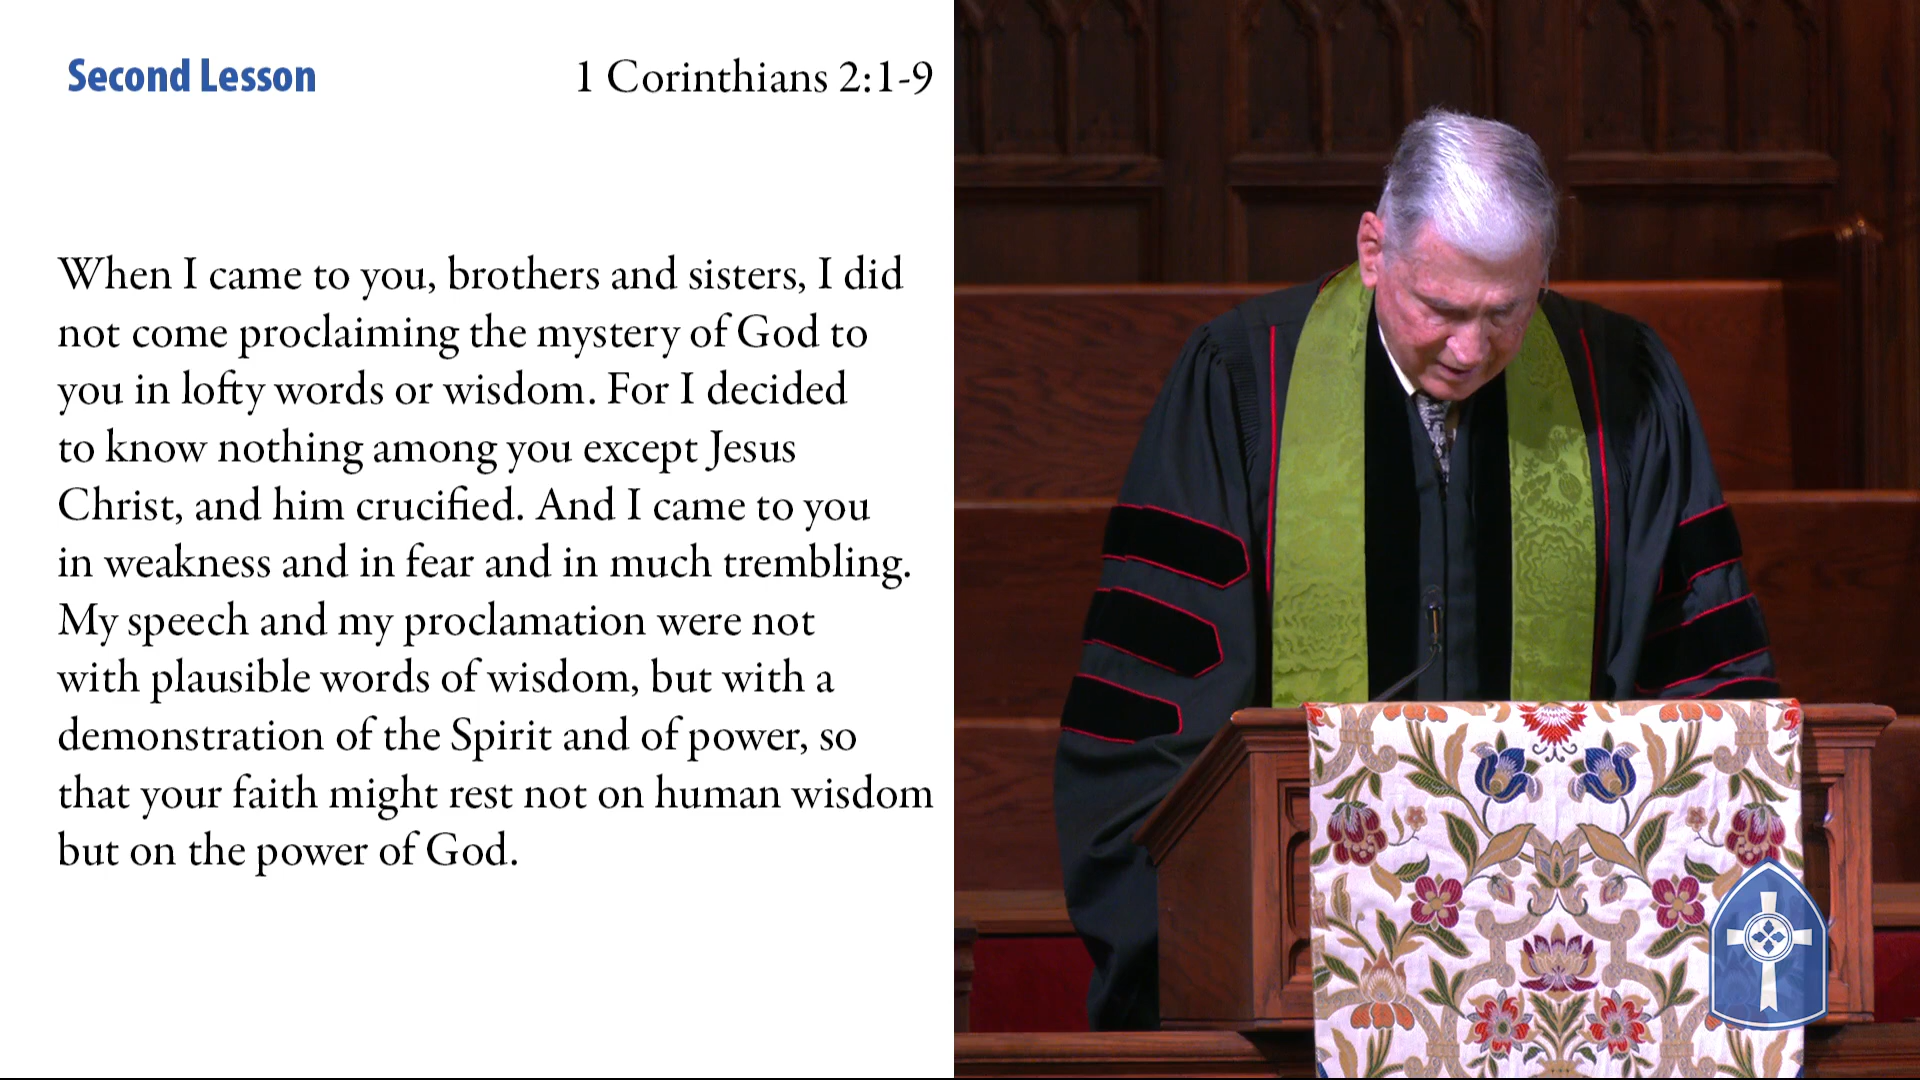 Second Lesson
1 Corinthians 2:1-9
When I came to you, brothers and sisters, I did
not come proclaiming the mystery of God to
you in lofty words or wisdom. For I decided
to know nothing among you except Jesus
Christ, and him crucified. And I came to you
in weakness and in fear and in much trembling.
My speech and my proclamation were not
with plausible words of wisdom, but with a
demonstration of the Spirit and of power, so
that your faith might rest not on human wisdom
but on the power of God.